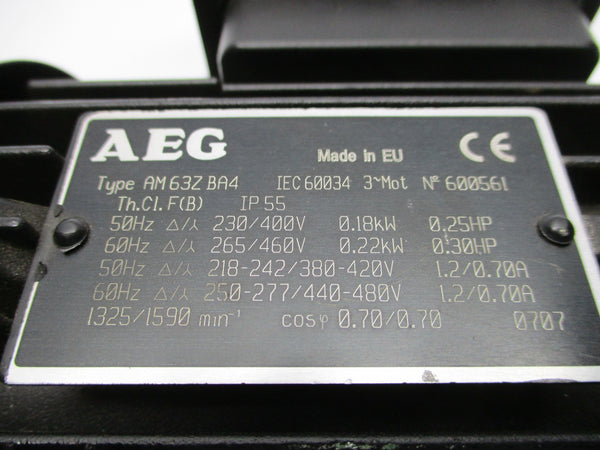 AEG Made in EU CE
Type AM 63Z BA4 IEC 60034 3~Mot Nº 600561
Th.Cl. F(B) IP 55
50Hz Δ/⅄ 230/400V 0.18kW 0.25HP
60Hz Δ/⅄ 265/460V 0.22kW 0.30HP
50Hz Δ/⅄ 218-242/380-420V 1.2/0.70A
60Hz Δ/⅄ 250-277/440-480V 1.2/0.70A
1325/1590 min⁻¹ cosφ 0.70/0.70 0707